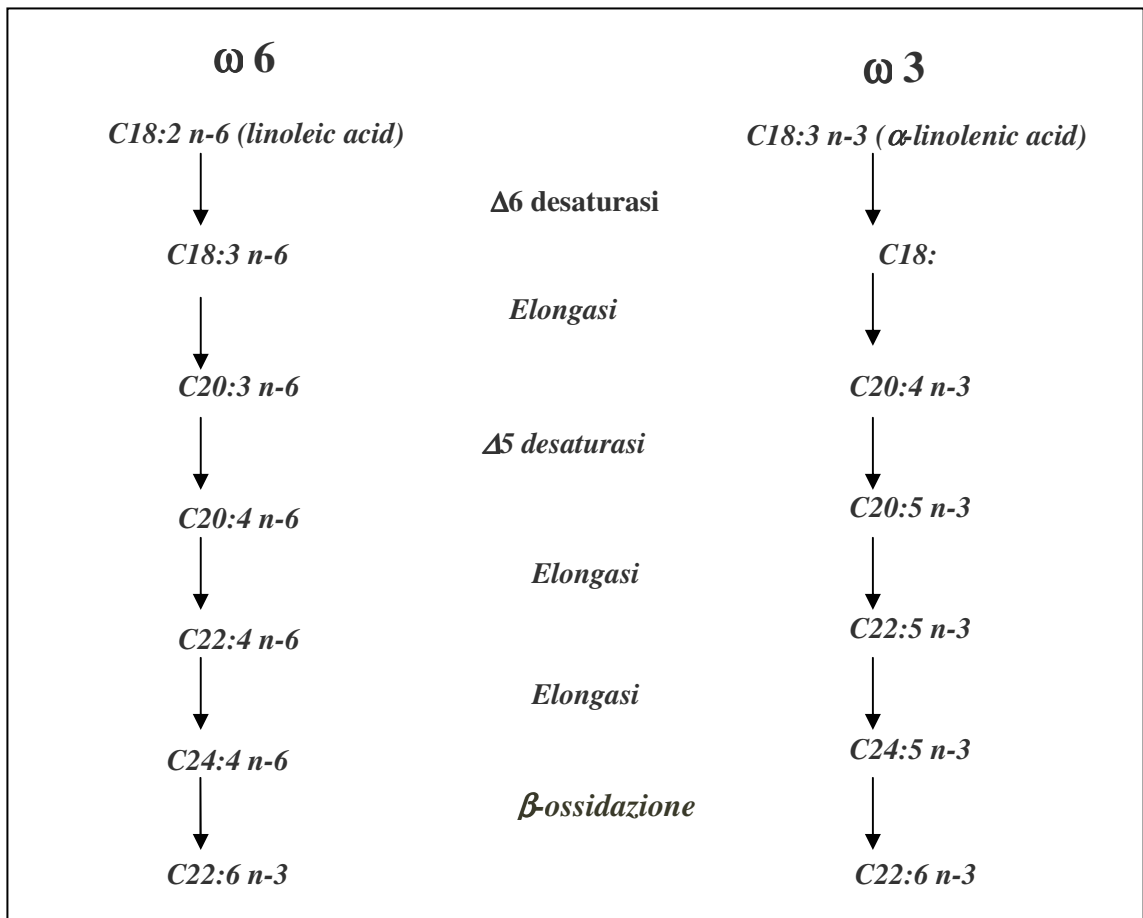 ω 6
ω 3
C18:2 n-6 (linoleic acid)
C18:3 n-3 (α-linolenic acid)
Δ6 desaturasi
C18:3 n-6
C18:
Elongasi
C20:3 n-6
C20:4 n-3
Δ5 desaturasi
C20:4 n-6
C20:5 n-3
Elongasi
C22:4 n-6
C22:5 n-3
Elongasi
C24:4 n-6
C24:5 n-3
β-ossidazione
C22:6 n-3
C22:6 n-3